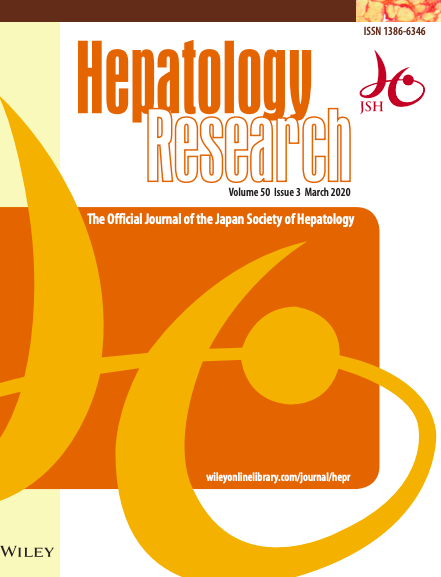 ISSN 1386-6346
Hepatology
Research
JSH
Volume 50 Issue 3 March 2020
The Official Journal of the Japan Society of Hepatology
wileyonlinelibrary.com/journal/hepr
WILEY